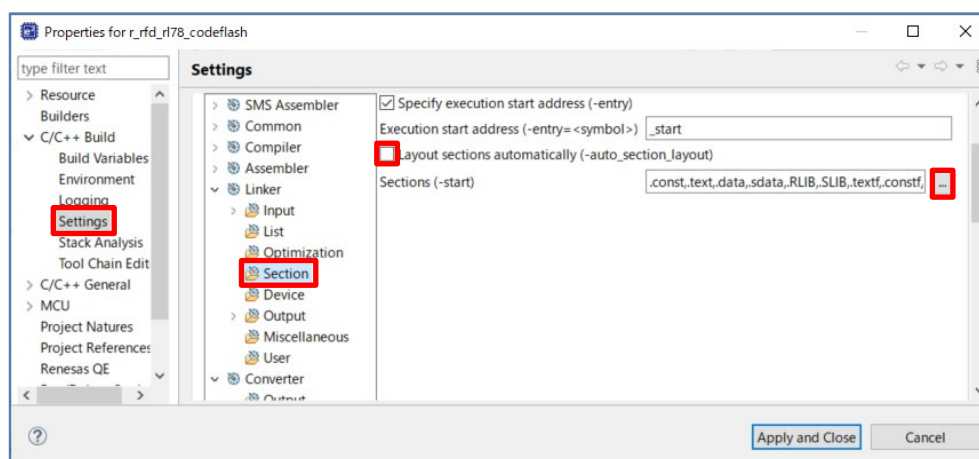 Properties for r_rfd_rl78_codeflash
type filter text
Settings
Resource
Builders
C/C++ Build
Build Variables
Environment
Logging
Settings
Stack Analysis
Tool Chain Edit
C/C++ General
MCU
Project Natures
Project References
Renesas QE
SMS Assembler
Common
Compiler
Assembler
Linker
Input
List
Optimization
Section
Device
Output
Miscellaneous
User
Converter
Output
Specify execution start address (-entry)
Execution start address (-entry=<symbol>) _start
Layout sections automatically (-auto_section_layout)
Sections (-start) .const,.text,.data,.sdata,.RLIB,.SLIB,.textf,.constf, ...
Apply and Close Cancel